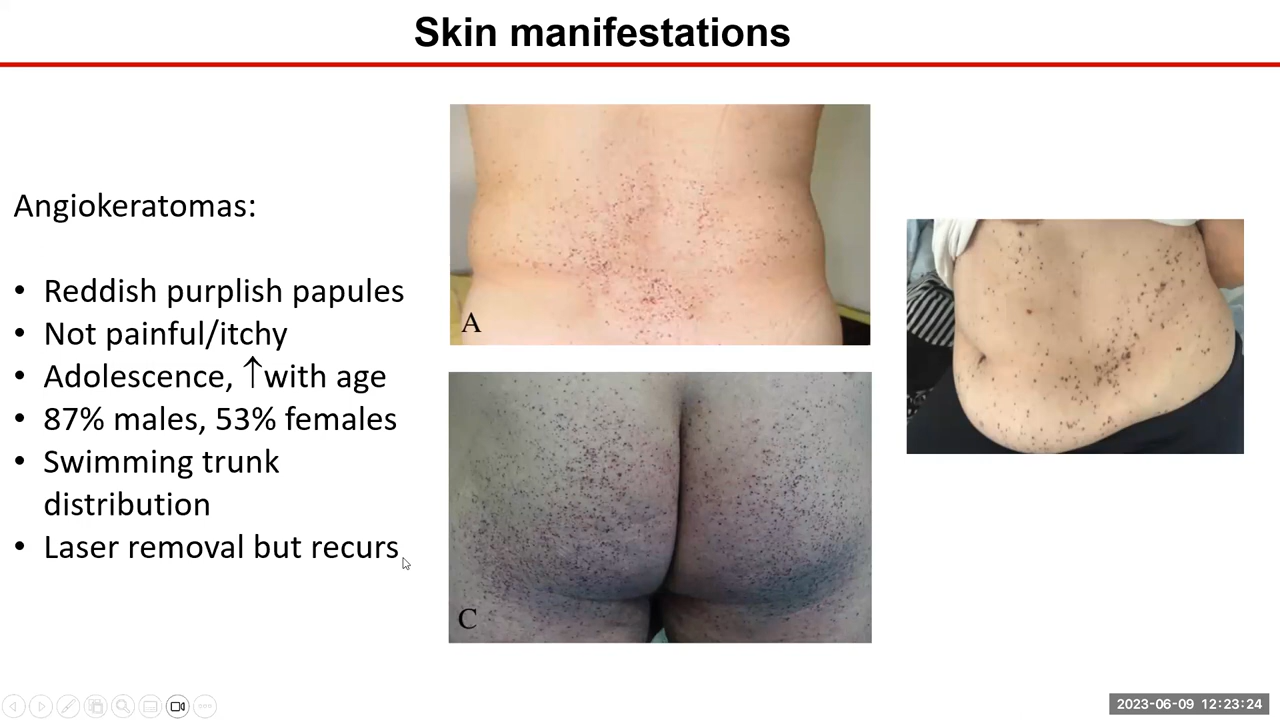 Skin manifestations
Angiokeratomas:
• Reddish purplish papules
• Not painful/itchy
• Adolescence, ↑with age
• 87% males, 53% females
• Swimming trunk
distribution
• Laser removal but recurs
A
C
2023-06-09 12:23:24